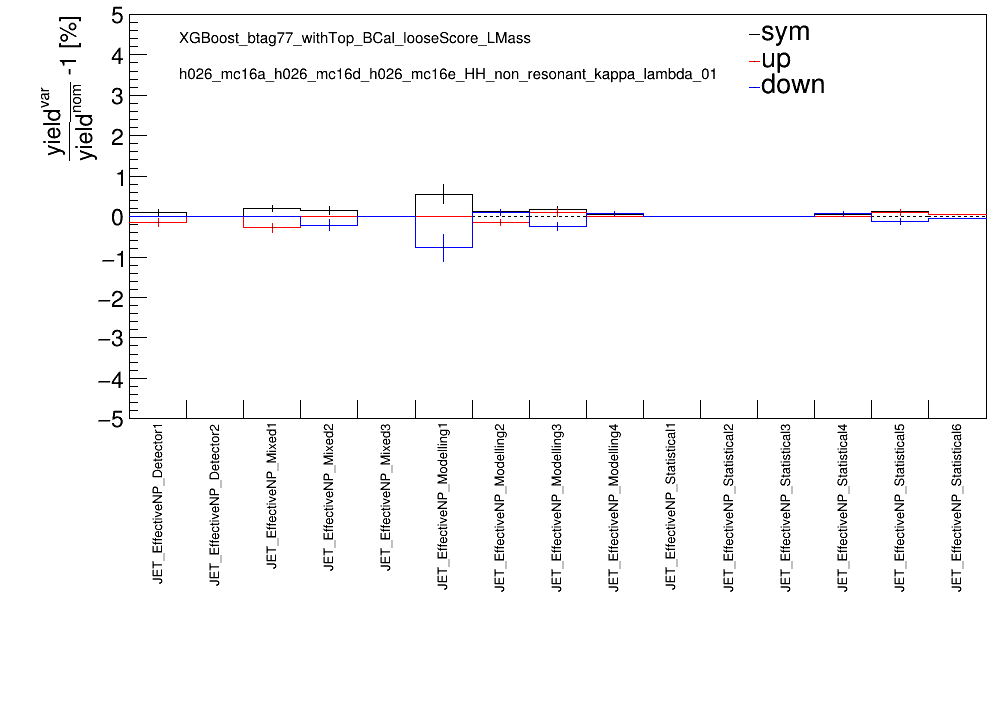 yield^var
yield^nom -1 [%]
XGBoost_btag77_withTop_BCal_looseScore_LMass
h026_mc16a_h026_mc16d_h026_mc16e_HH_non_resonant_kappa_lambda_01
sym
up
down
5
4
3
2
1
0
−1
−2
−3
−4
−5
JET_EffectiveNP_Detector1
JET_EffectiveNP_Detector2
JET_EffectiveNP_Mixed1
JET_EffectiveNP_Mixed2
JET_EffectiveNP_Mixed3
JET_EffectiveNP_Modelling1
JET_EffectiveNP_Modelling2
JET_EffectiveNP_Modelling3
JET_EffectiveNP_Modelling4
JET_EffectiveNP_Statistical1
JET_EffectiveNP_Statistical2
JET_EffectiveNP_Statistical3
JET_EffectiveNP_Statistical4
JET_EffectiveNP_Statistical5
JET_EffectiveNP_Statistical6